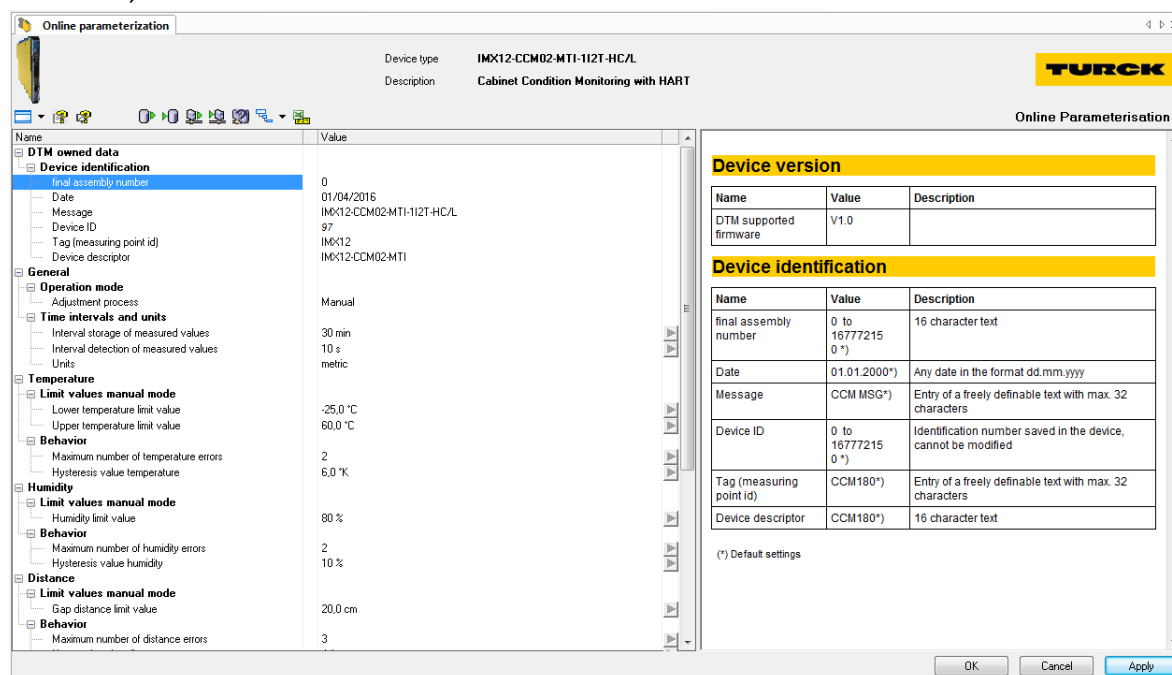 Online parameterization
Device type IMX12-CCM02-MTI-1I2T-HC/L
Description Cabinet Condition Monitoring with HART
TURCK
Online Parameterisation
Name Value
DTM owned data
Device identification
final assembly number 0
Date 01/04/2016
Message IMX12-CCM02-MTI-1I2T-HC/L
Device ID 97
Tag (measuring point id) IMX12
Device descriptor IMX12-CCM02-MTI
General
Operation mode
Adjustment process Manual
Time intervals and units
Interval storage of measured values 30 min
Interval detection of measured values 10 s
Units metric
Temperature
Limit values manual mode
Lower temperature limit value -25,0 °C
Upper temperature limit value 60,0 °C
Behavior
Maximum number of temperature errors 2
Hysteresis value temperature 6,0 °K
Humidity
Limit values manual mode
Humidity limit value 80 %
Behavior
Maximum number of humidity errors 2
Hysteresis value humidity 10 %
Distance
Limit values manual mode
Gap distance limit value 20,0 cm
Behavior
Maximum number of distance errors 3
Device version
Name Value Description
DTM supported V1.0
firmware
Device identification
Name Value Description
final assembly 0 to 16 character text
number 16777215
0 *)
Date 01.01.2000*) Any date in the format dd.mm.yyyy
Message CCM MSG*) Entry of a freely definable text with max. 32
characters
Device ID 0 to Identification number saved in the device,
16777215 cannot be modified
0 *)
Tag (measuring CCM180*) Entry of a freely definable text with max. 32
point id) characters
Device descriptor CCM180*) 16 character text
(*) Default settings
OK Cancel Apply